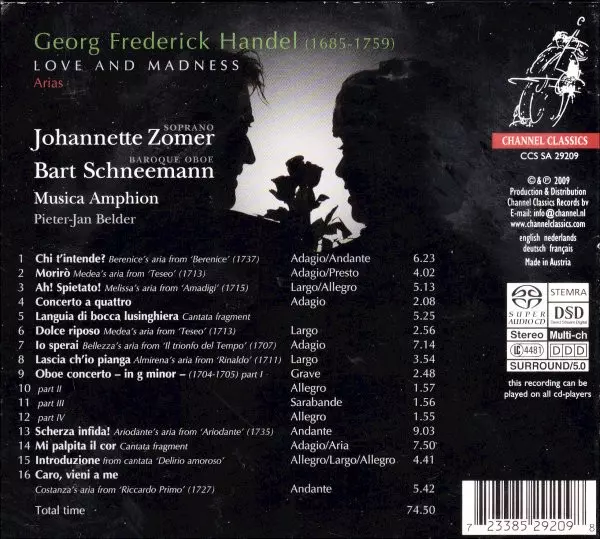 Georg Frederick Handel (1685-1759)
LOVE AND MADNESS
Arias
SOPRANO
Johannette Zomer
BAROQUE OBOE
Bart Schneemann
Musica Amphion
Pieter-Jan Belder
CHANNEL CLASSICS
CCS SA 29209
© & ℗ 2009
Production & Distribution
Channel Classics Records bv
E-mail: info@channel.nl
www.channelclassics.com
english nederlands
deutsch français
Made in Austria
SUPER AUDIO CD
STEMRA
DSD
Direct Stream Digital
Stereo Multi-ch
LC 4481 DDD
SURROUND/5.0
this recording can be
played on all cd-players
1 Chi t'intende? Berenice's aria from 'Berenice' (1737) Adagio/Andante 6.23
2 Morirò Medea's aria from 'Teseo' (1713) Adagio/Presto 4.02
3 Ah! Spietato! Melissa's aria from 'Amadigi' (1715) Largo/Allegro 5.13
4 Concerto a quattro Adagio 2.08
5 Languia di bocca lusinghiera Cantata fragment 5.25
6 Dolce riposo Medea's aria from 'Teseo' (1713) Largo 2.56
7 Io sperai Bellezza's aria from 'Il trionfo del Tempo' (1707) Adagio 7.14
8 Lascia ch'io pianga Almirena's aria from 'Rinaldo' (1711) Largo 3.54
9 Oboe concerto – in g minor – (1704-1705) part I Grave 2.48
10 part II Allegro 1.57
11 part III Sarabande 1.56
12 part IV Allegro 1.55
13 Scherza infida! Ariodante's aria from 'Ariodante' (1735) Andante 9.03
14 Mi palpita il cor Cantata fragment Adagio/Aria 7.50
15 Introduzione from cantata 'Delirio amoroso' Allegro/Largo/Allegro 4.41
16 Caro, vieni a me
Costanza's aria from 'Riccardo Primo' (1727) Andante 5.42
Total time 74.50
7 23385 29209 8